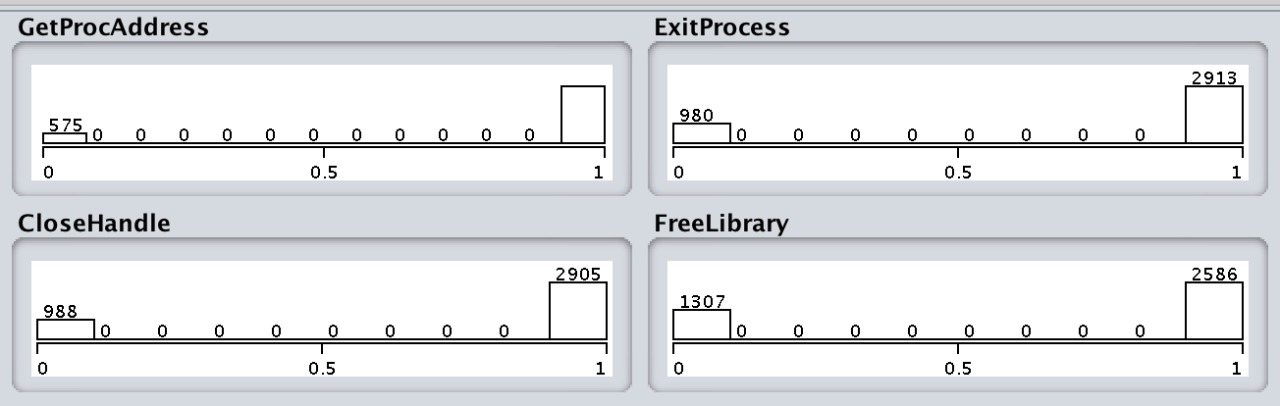 GetProcAddress
575 0 0 0 0 0 0 0 0 0 0 0
0 0.5 1
ExitProcess
2913
980 0 0 0 0 0 0 0 0
0 0.5 1
CloseHandle
2905
988 0 0 0 0 0 0 0 0
0 0.5 1
FreeLibrary
2586
1307 0 0 0 0 0 0 0 0
0 0.5 1